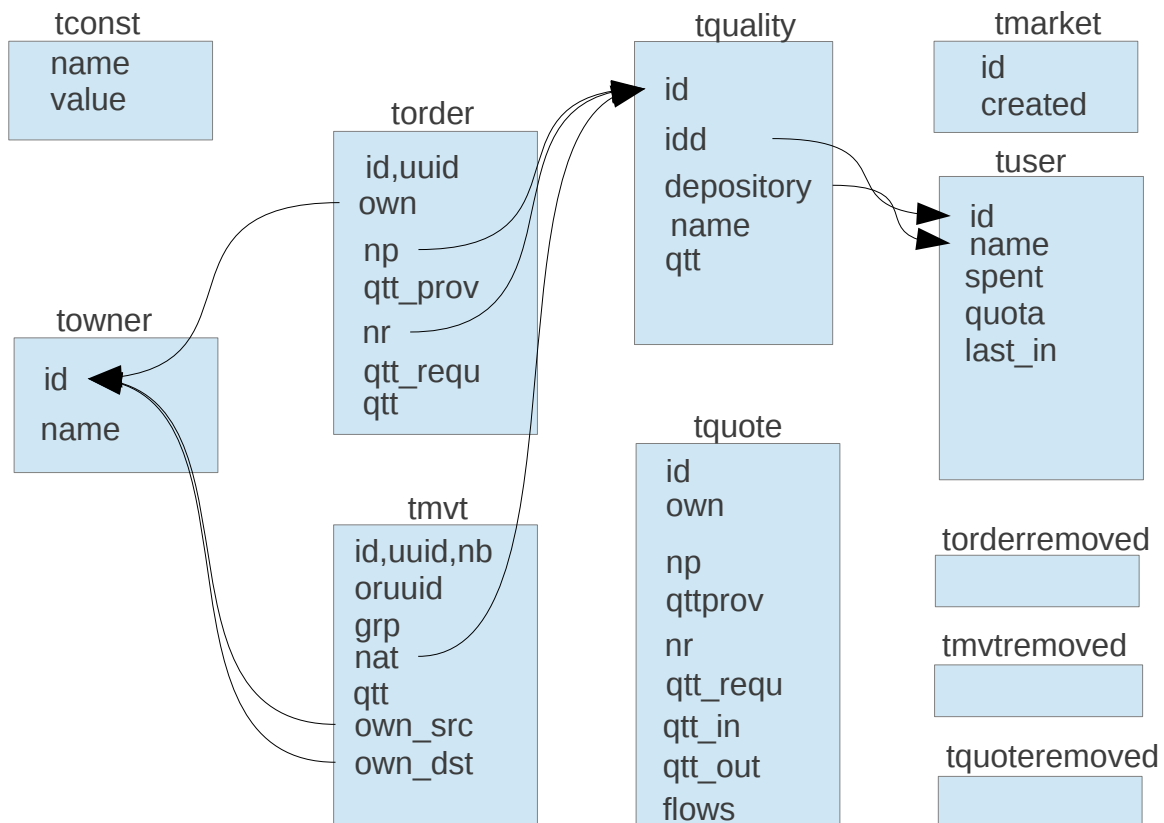 tconst
name
value
torder
id,uuid
own
np
qtt_prov
nr
qtt_requ
qtt
towner
id
name
tmvt
id,uuid,nb
oruuid
grp
nat
qtt
own_src
own_dst
tquality
id
idd
depository
name
qtt
tquote
id
own
np
qttprov
nr
qtt_requ
qtt_in
qtt_out
flows
tmarket
id
created
tuser
id
name
spent
quota
last_in
torderremoved
tmvtremoved
tquoteremoved